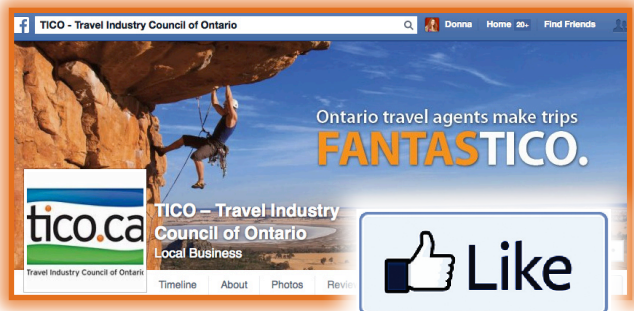 TICO - Travel Industry Council of Ontario
Donna Home 20+ Find Friends
Ontario travel agents make trips
FANTASTICO.
tico.ca
Travel Industry Council of Ontario
TICO – Travel Industry
Council of Ontario
Local Business
Timeline About Photos
Like